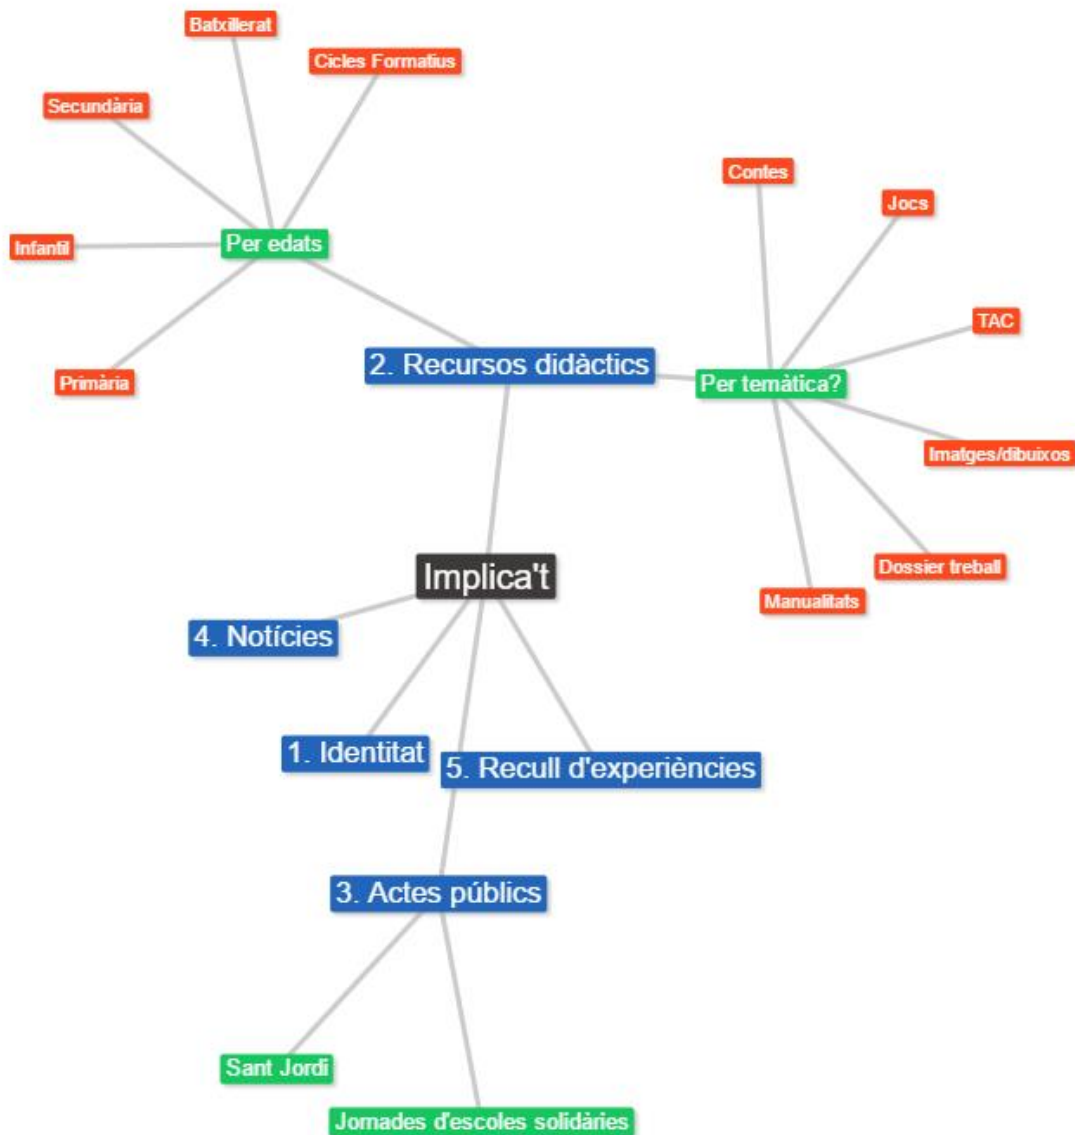 Batxillerat
Cicles Formatius
Secundària
Contes
Jocs
Per edats
Infantil
TAC
2. Recursos didàctics
Per temàtica?
Primària
Imatges/dibuixos
Dossier treball
Implica't
Manualitats
4. Notícies
1. Identitat
5. Recull d'experiències
3. Actes públics
Sant Jordi
Jornades d'escoles solidàries